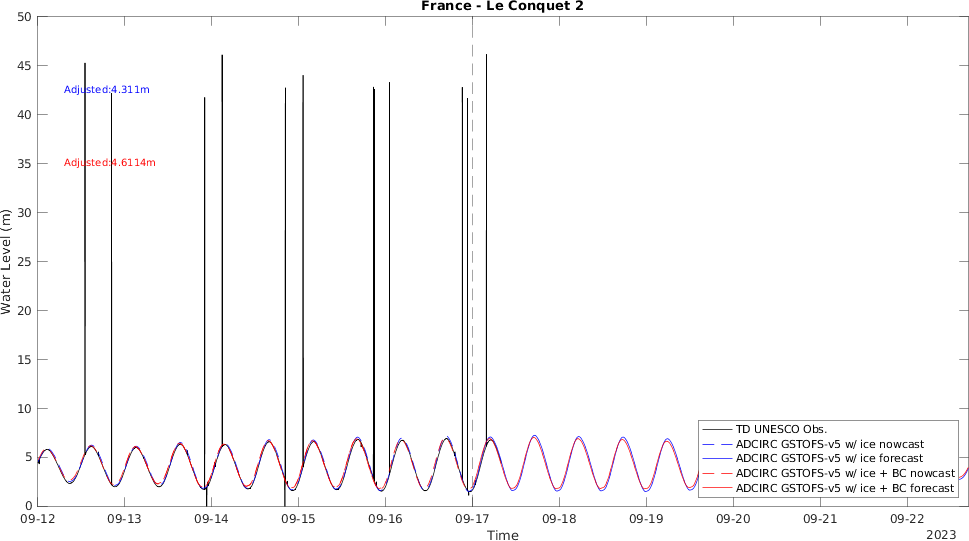 France - Le Conquet 2
50
45
40
35
30
25
20
15
10
5
0
Water Level (m)
Adjusted:4.311m
Adjusted:4.6114m
TD UNESCO Obs.
ADCIRC GSTOFS-v5 w/ ice nowcast
ADCIRC GSTOFS-v5 w/ ice forecast
ADCIRC GSTOFS-v5 w/ ice + BC nowcast
ADCIRC GSTOFS-v5 w/ ice + BC forecast
09-12 09-13 09-14 09-15 09-16 09-17 09-18 09-19 09-20 09-21 09-22
Time
2023